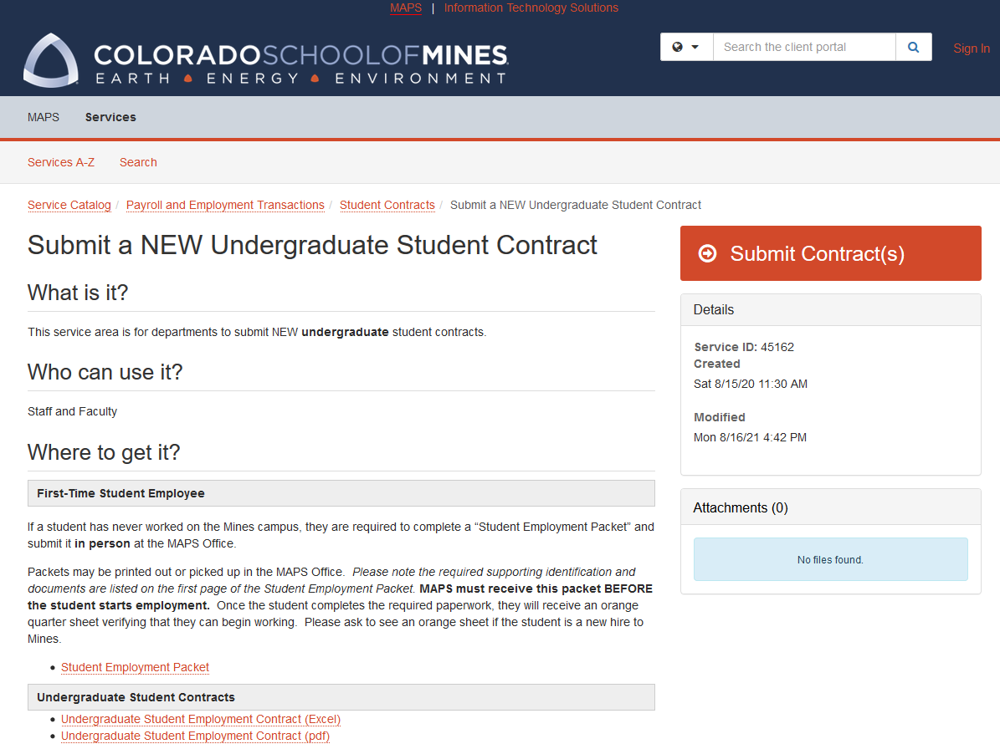 MAPS | Information Technology Solutions
COLORADOSCHOOLOFMINES
EARTH ENERGY ENVIRONMENT
Search the client portal
Sign In
MAPS Services
Services A-Z Search
Service Catalog / Payroll and Employment Transactions / Student Contracts / Submit a NEW Undergraduate Student Contract
Submit a NEW Undergraduate Student Contract
What is it?
This service area is for departments to submit NEW undergraduate student contracts.
Who can use it?
Staff and Faculty
Where to get it?
First-Time Student Employee
If a student has never worked on the Mines campus, they are required to complete a “Student Employment Packet” and
submit it in person at the MAPS Office.
Packets may be printed out or picked up in the MAPS Office. Please note the required supporting identification and
documents are listed on the first page of the Student Employment Packet. MAPS must receive this packet BEFORE
the student starts employment. Once the student completes the required paperwork, they will receive an orange
quarter sheet verifying that they can begin working. Please ask to see an orange sheet if the student is a new hire to
Mines.
• Student Employment Packet
Undergraduate Student Contracts
• Undergraduate Student Employment Contract (Excel)
• Undergraduate Student Employment Contract (pdf)
Submit Contract(s)
Details
Service ID: 45162
Created
Sat 8/15/20 11:30 AM
Modified
Mon 8/16/21 4:42 PM
Attachments (0)
No files found.